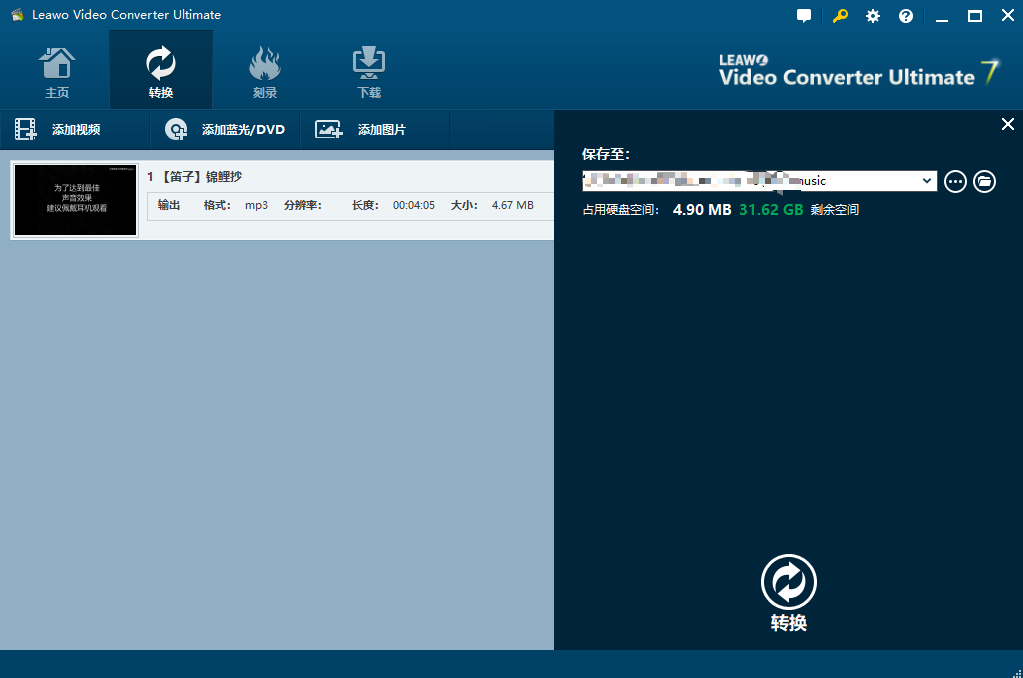 Leawo Video Converter Ultimate
主页
转换
刻录
下载
LEAWO
Video Converter Ultimate 7
添加视频
添加蓝光/DVD
添加图片
为了达到最佳
声音效果
建议佩戴耳机观看
1 【笛子】锦鲤抄
输出 格式: mp3 分辨率: 长度: 00:04:05 大小: 4.67 MB
保存至:
music
占用硬盘空间: 4.90 MB 31.62 GB 剩余空间
转换